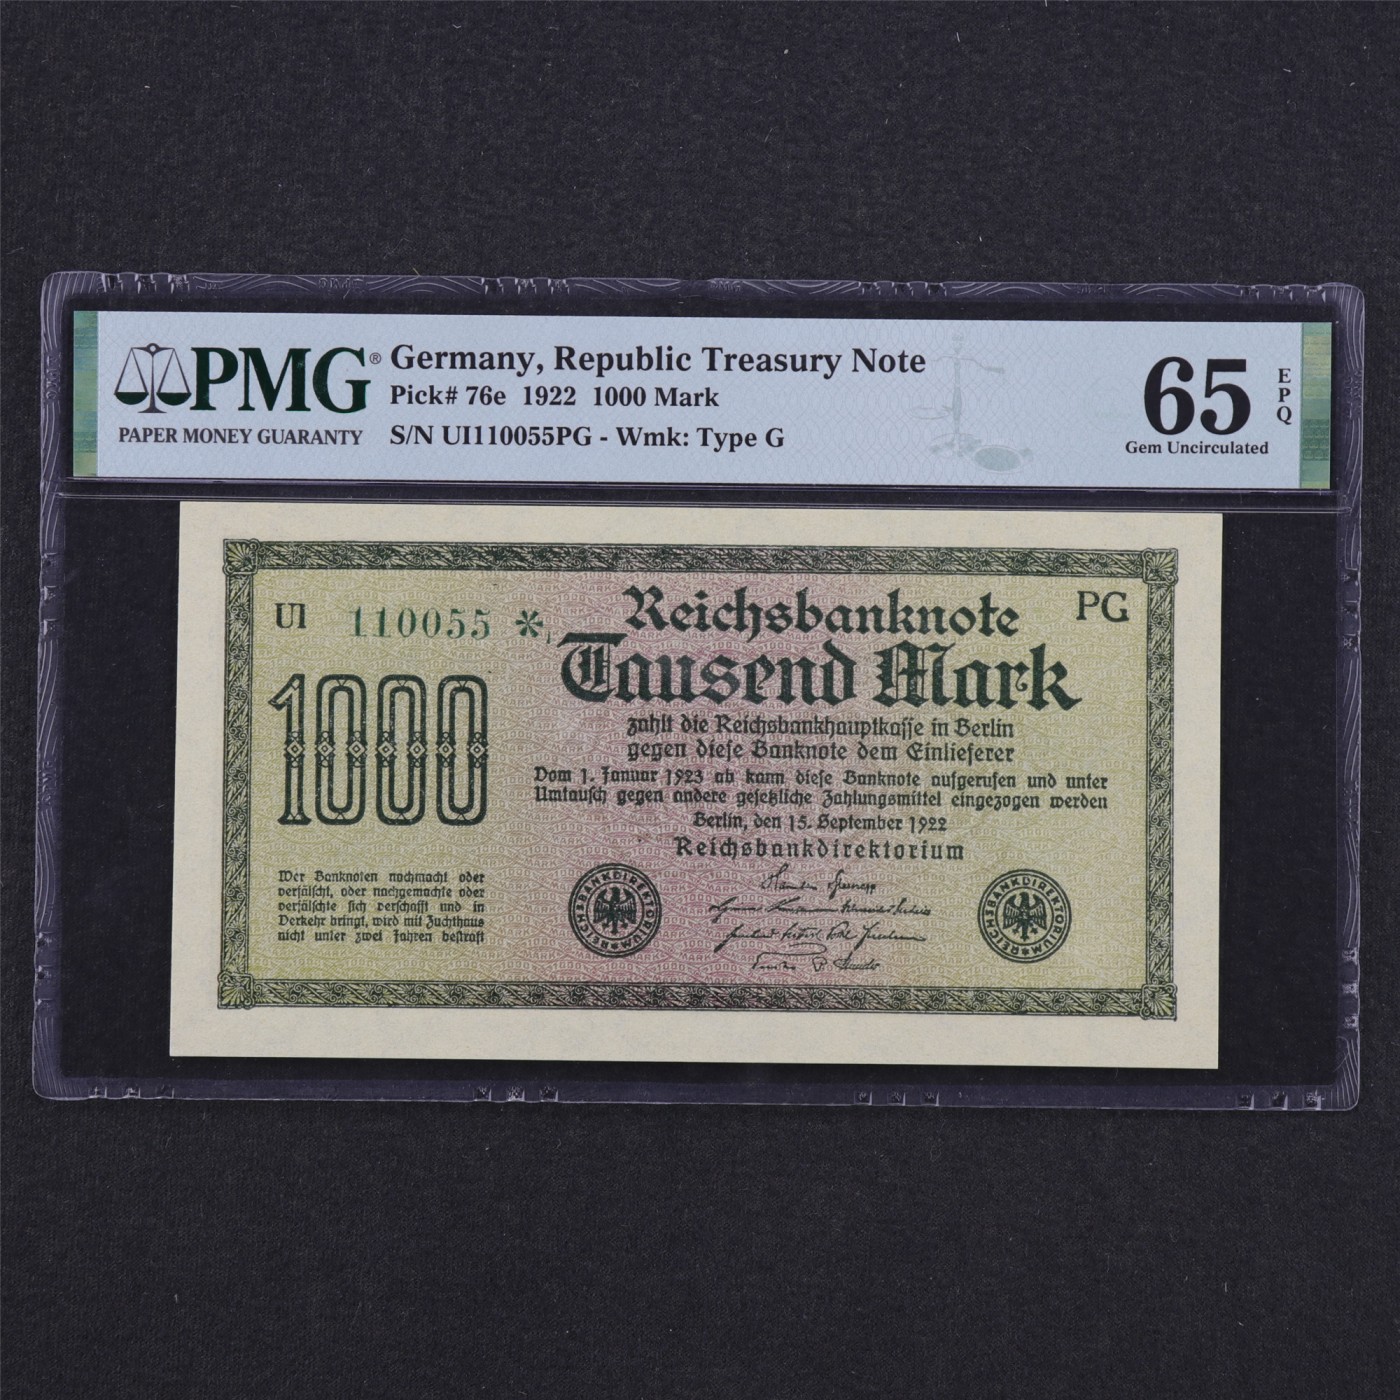 PMG®
PAPER MONEY GUARANTY
Germany, Republic Treasury Note
Pick# 76e 1922 1000 Mark
S/N UI110055PG - Wmk: Type G
65
EPQ
Gem Uncirculated
UI 110055 *
Reichsbanknote
PG
Tausend Mark
1000
zahlt die Reichsbankhauptkasse in Berlin
gegen diese Banknote dem Einlieferer
Vom 1. Januar 1923 ab kann diese Banknote aufgerufen und unter
Umtausch gegen andere gesetzliche Zahlungsmittel eingezogen werden
Berlin, den 15. September 1922
Reichsbankdirektorium
Wer Banknoten nachmacht oder
verfälscht, oder nachgemachte oder
verfälschte sich verschafft und in
Verkehr bringt, wird mit Zuchthaus
nicht unter zwei Jahren bestraft
REICHSBANKDIREKTORIUM
REICHSBANKDIREKTORIUM